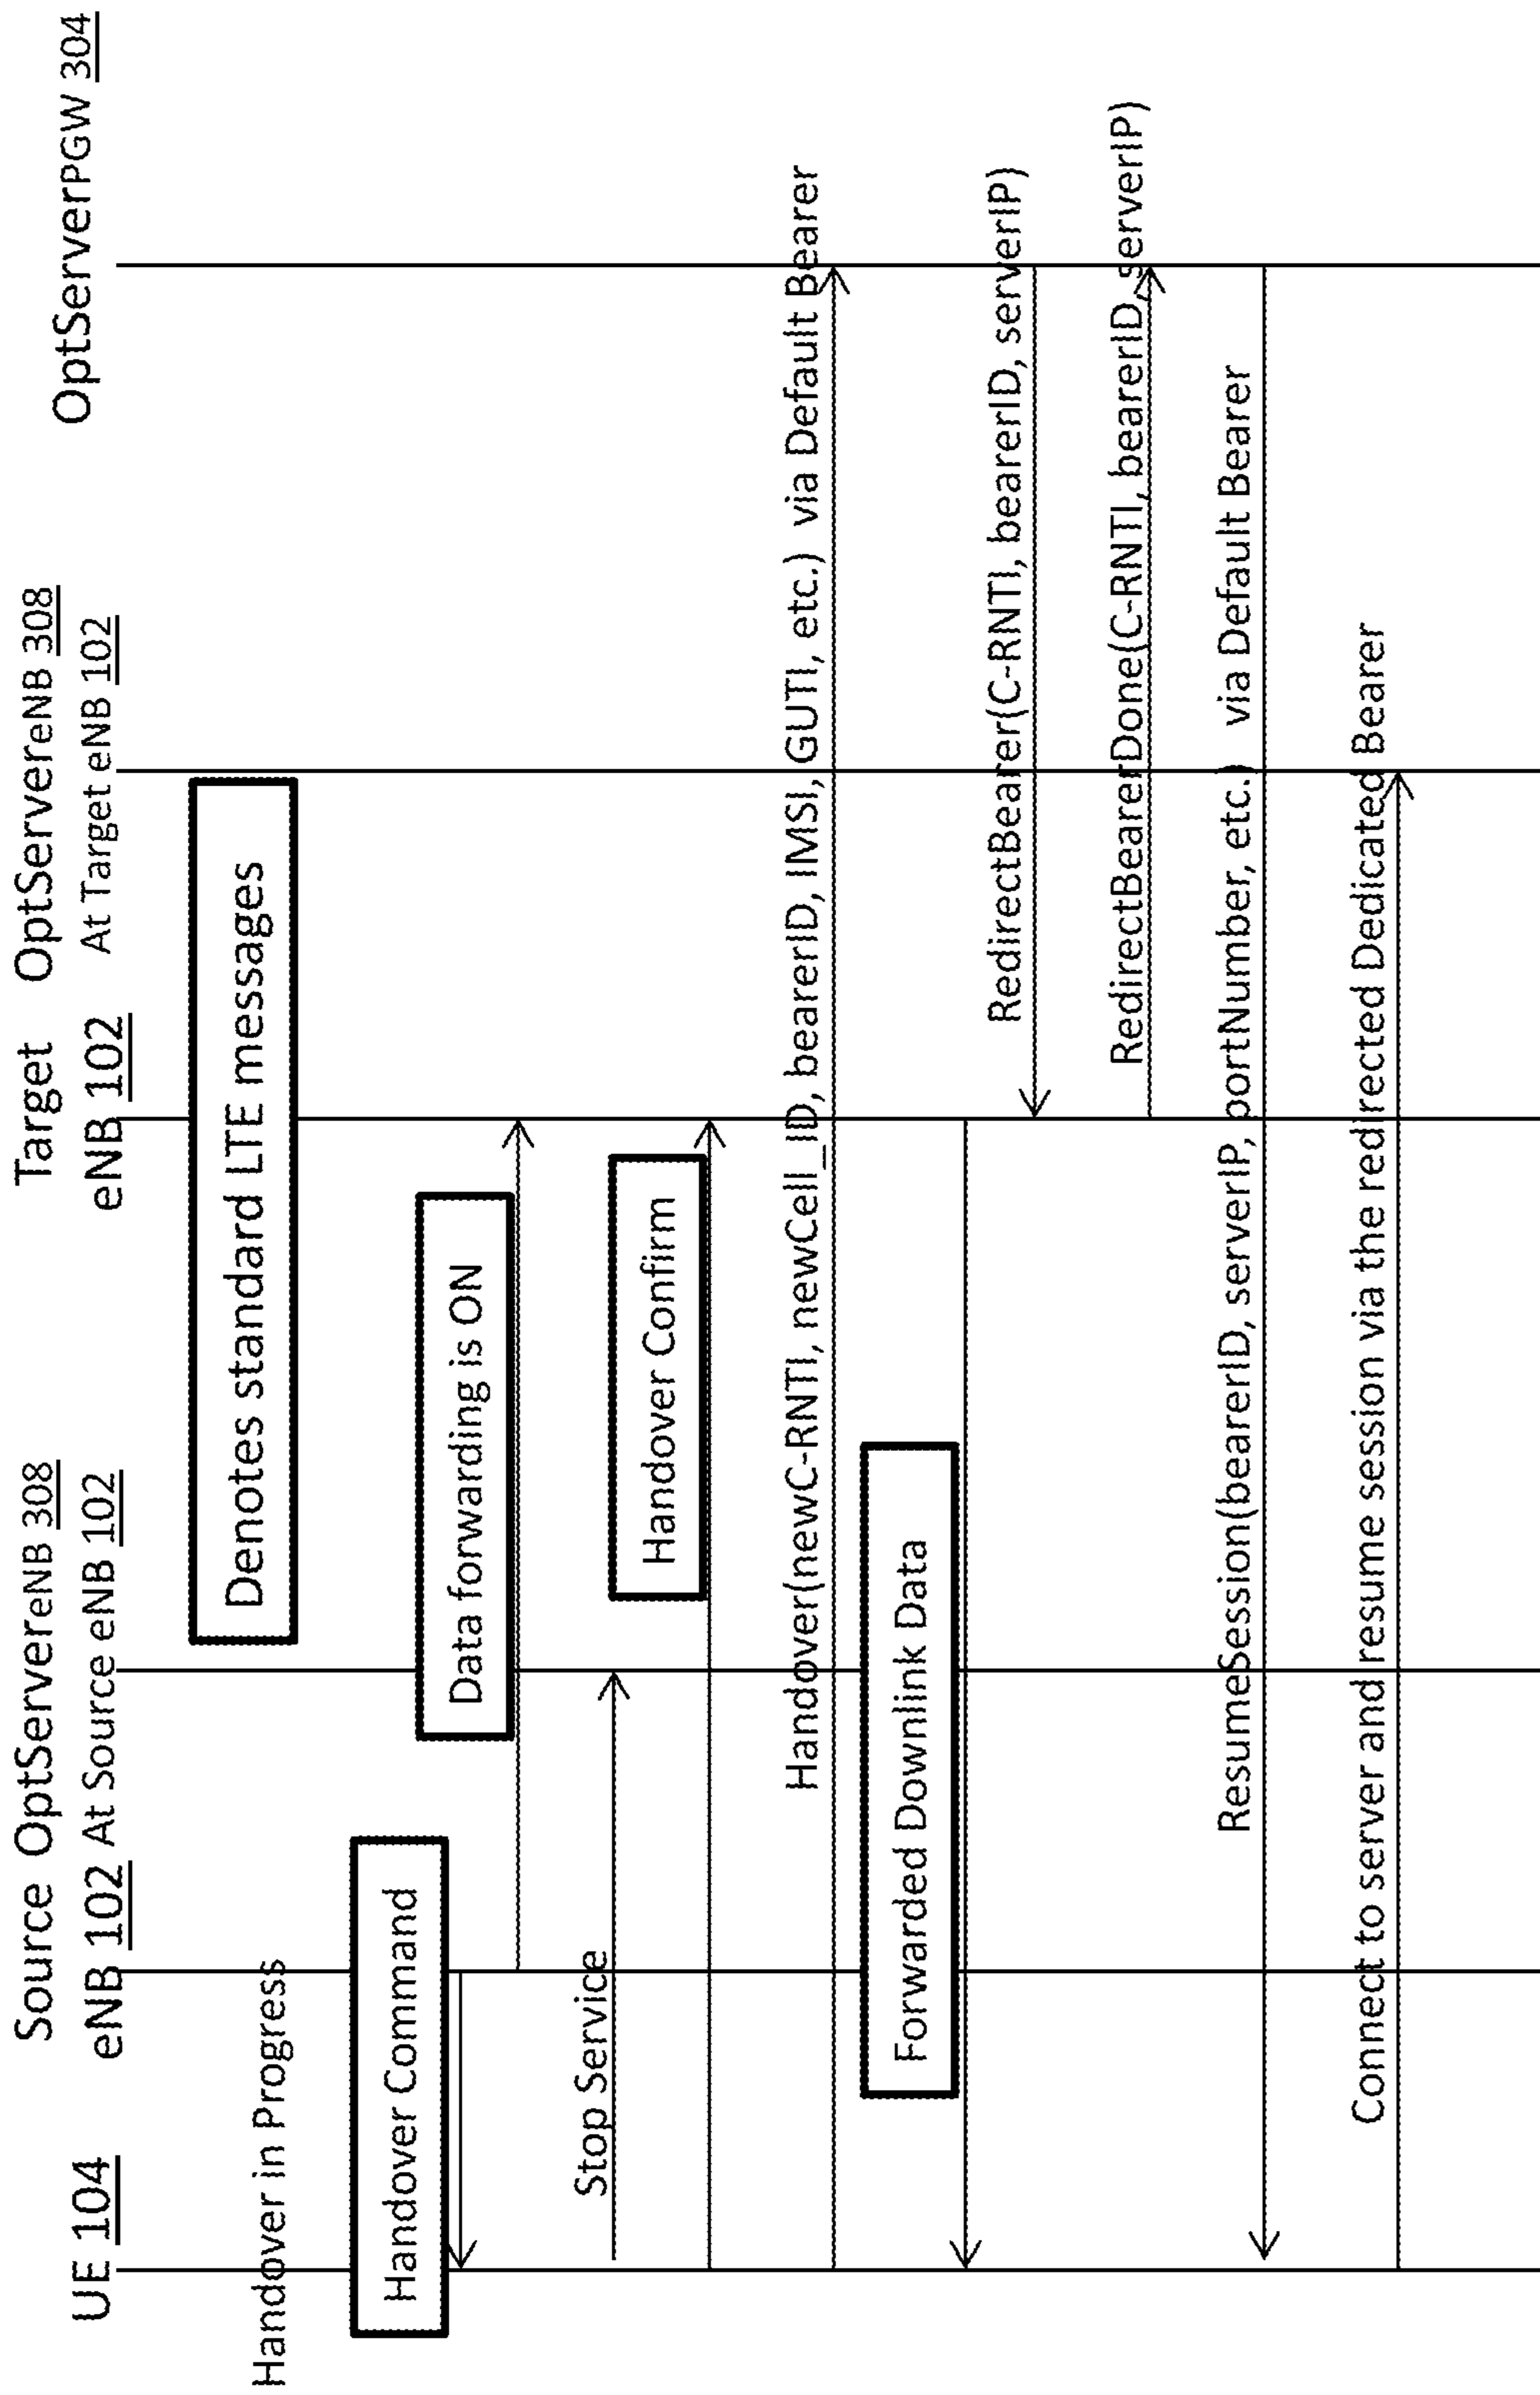 UE 104
Source OptServereNB 308
eNB 102 At Source eNB 102
Target OptServereNB 308
eNB 102 At Target eNB 102
OptServerPGW 304
Denotes standard LTE messages
Handover in Progress
Handover Command
Data forwarding is ON
Stop Service
Handover Confirm
Handover(newC-RNTI, newCell_ID, bearerID, IMSI, GUTI, etc.) via Default Bearer
Forwarded Downlink Data
RedirectBearer(C-RNTI, bearerID, serverIP)
RedirectBearerDone(C-RNTI, bearerID, serverIP)
ResumeSession(bearerID, serverIP, portNumber, etc.) via Default Bearer
Connect to server and resume session via the redirected Dedicated Bearer